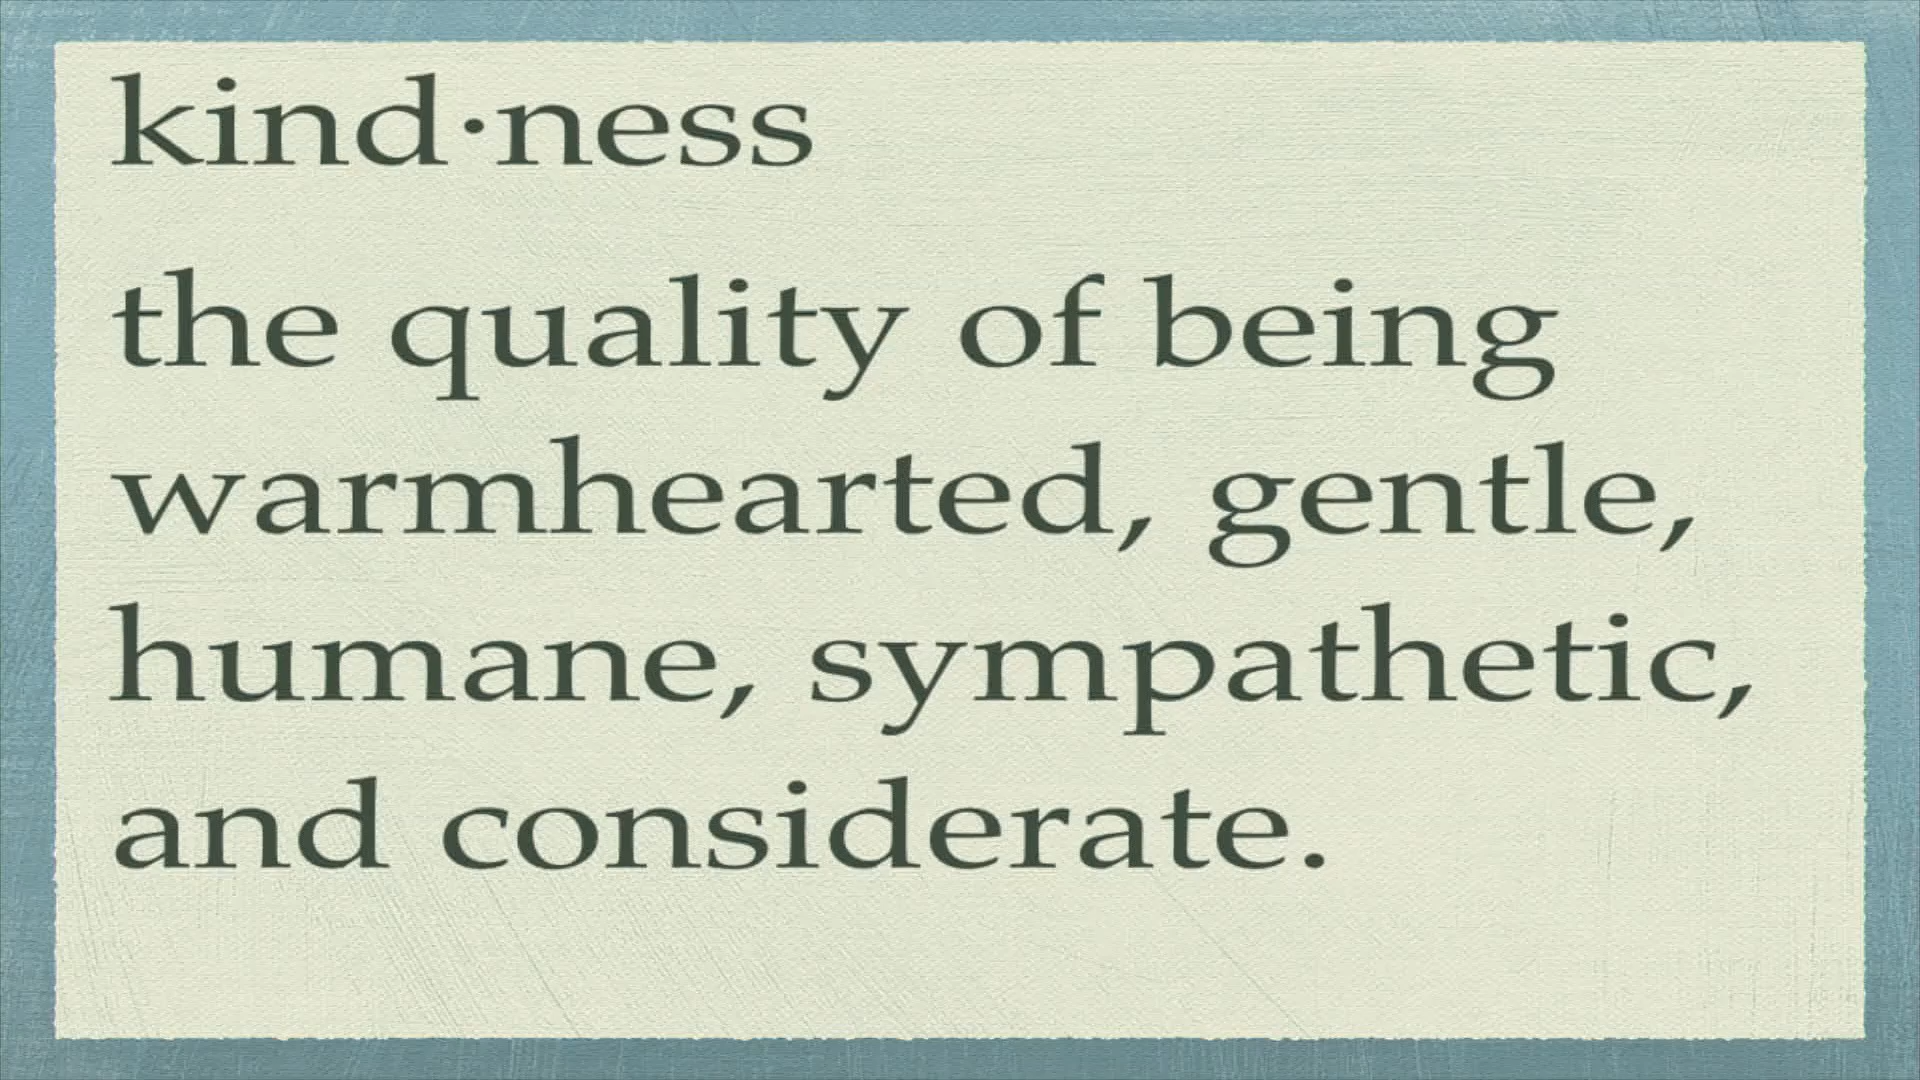 kind·ness
the quality of being
warmhearted, gentle,
humane, sympathetic,
and considerate.